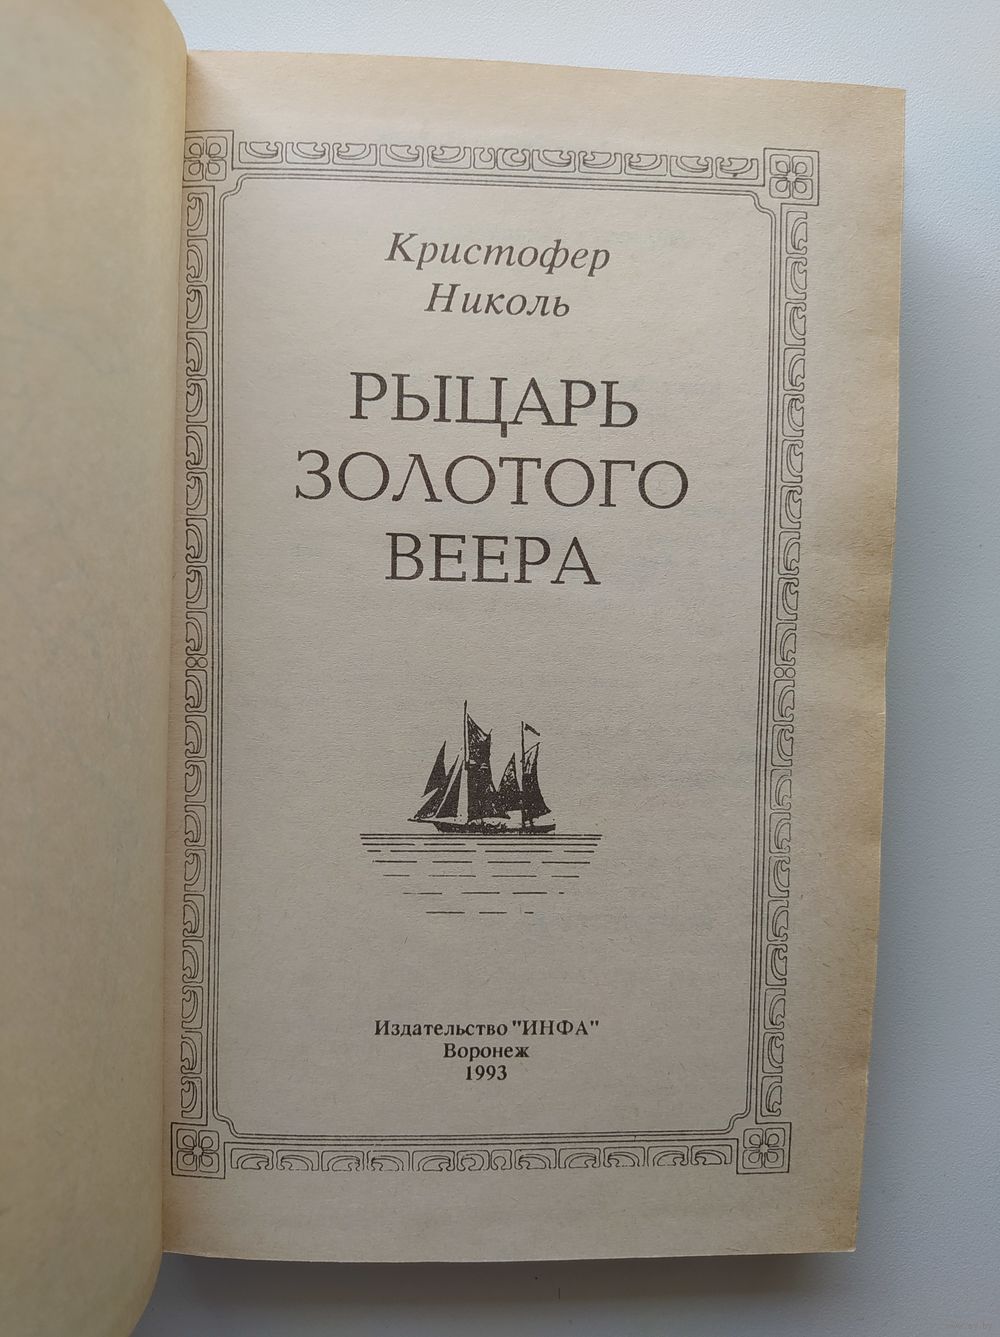 Кристофер
Николь
РЫЦАРЬ
ЗОЛОТОГО
ВЕЕРА
Издательство "ИНФА"
Воронеж
1993